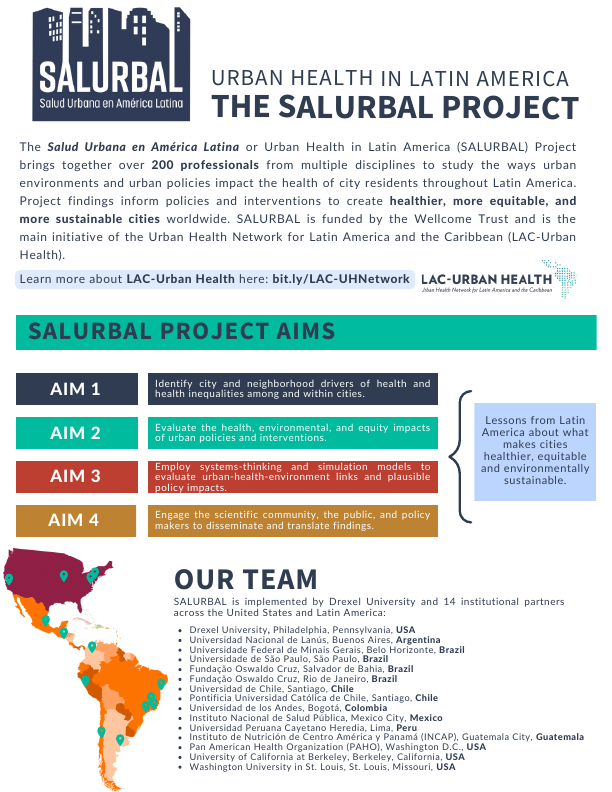 SALURBAL
Salud Urbana en América Latina
URBAN HEALTH IN LATIN AMERICA
THE SALURBAL PROJECT
The Salud Urbana en América Latina or Urban Health in Latin America (SALURBAL) Project
brings together over 200 professionals from multiple disciplines to study the ways urban
environments and urban policies impact the health of city residents throughout Latin America.
Project findings inform policies and interventions to create healthier, more equitable, and
more sustainable cities worldwide. SALURBAL is funded by the Wellcome Trust and is the
main initiative of the Urban Health Network for Latin America and the Caribbean (LAC-Urban
Health).
Learn more about LAC-Urban Health here: bit.ly/LAC-UHNetwork
LAC-URBAN HEALTH
Urban Health Network for Latin America and the Caribbean
SALURBAL PROJECT AIMS
AIM 1
Identify city and neighborhood drivers of health and
health inequalities among and within cities.
AIM 2
Evaluate the health, environmental, and equity impacts
of urban policies and interventions.
AIM 3
Employ systems-thinking and simulation models to
evaluate urban-health-environment links and plausible
policy impacts.
AIM 4
Engage the scientific community, the public, and policy
makers to disseminate and translate findings.
Lessons from Latin
America about what
makes cities
healthier, equitable
and environmentally
sustainable.
OUR TEAM
SALURBAL is implemented by Drexel University and 14 institutional partners
across the United States and Latin America:
• Drexel University, Philadelphia, Pennsylvania, USA
• Universidad Nacional de Lanús, Buenos Aires, Argentina
• Universidade Federal de Minais Gerais, Belo Horizonte, Brazil
• Universidade de São Paulo, São Paulo, Brazil
• Fundação Oswaldo Cruz, Salvador de Bahia, Brazil
• Fundação Oswaldo Cruz, Rio de Janeiro, Brazil
• Universidad de Chile, Santiago, Chile
• Pontificia Universidad Católica de Chile, Santiago, Chile
• Universidad de los Andes, Bogotá, Colombia
• Instituto Nacional de Salud Pública, Mexico City, Mexico
• Universidad Peruana Cayetano Heredia, Lima, Peru
• Instituto de Nutrición de Centro América y Panamá (INCAP), Guatemala City, Guatemala
• Pan American Health Organization (PAHO), Washington D.C., USA
• University of California at Berkeley, Berkeley, California, USA
• Washington University in St. Louis, St. Louis, Missouri, USA